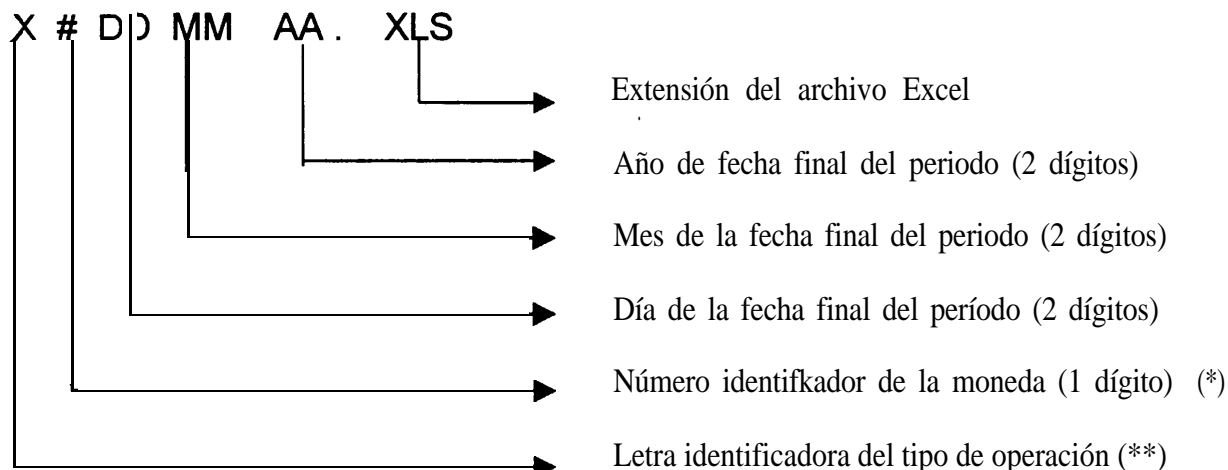 X # DD MM AA . XLS
Extensión del archivo Excel
Año de fecha final del periodo (2 dígitos)
Mes de la fecha final del periodo (2 dígitos)
Día de la fecha final del período (2 dígitos)
Número identifkador de la moneda (1 dígito) (*)
Letra identificadora del tipo de operación (**)